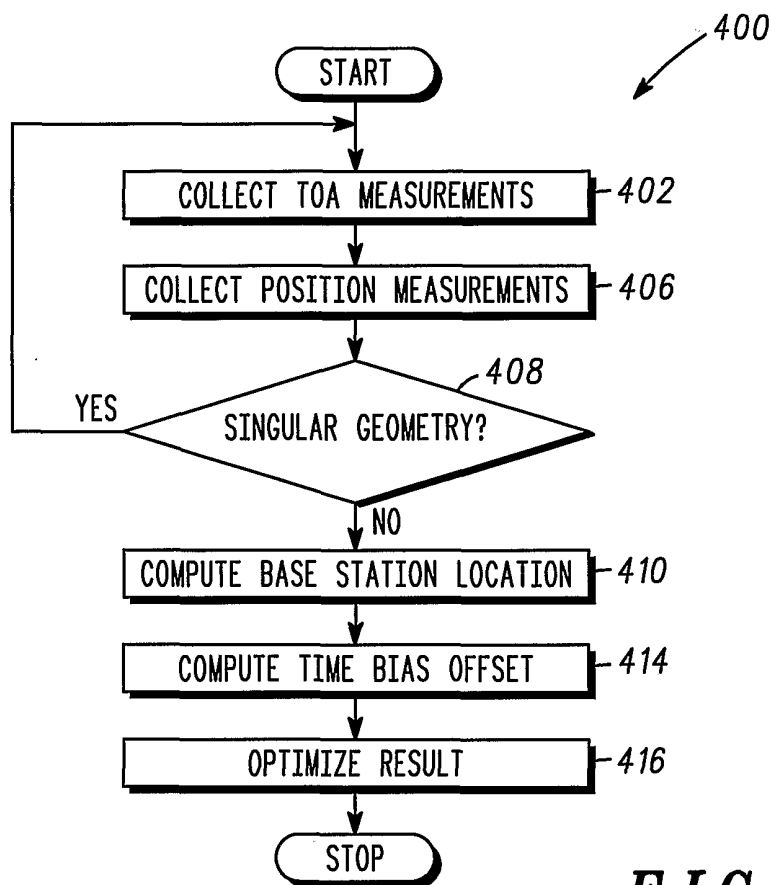 400
START
COLLECT TOA MEASUREMENTS 402
COLLECT POSITION MEASUREMENTS 406
408
YES
SINGULAR GEOMETRY?
NO
COMPUTE BASE STATION LOCATION 410
COMPUTE TIME BIAS OFFSET 414
OPTIMIZE RESULT 416
STOP